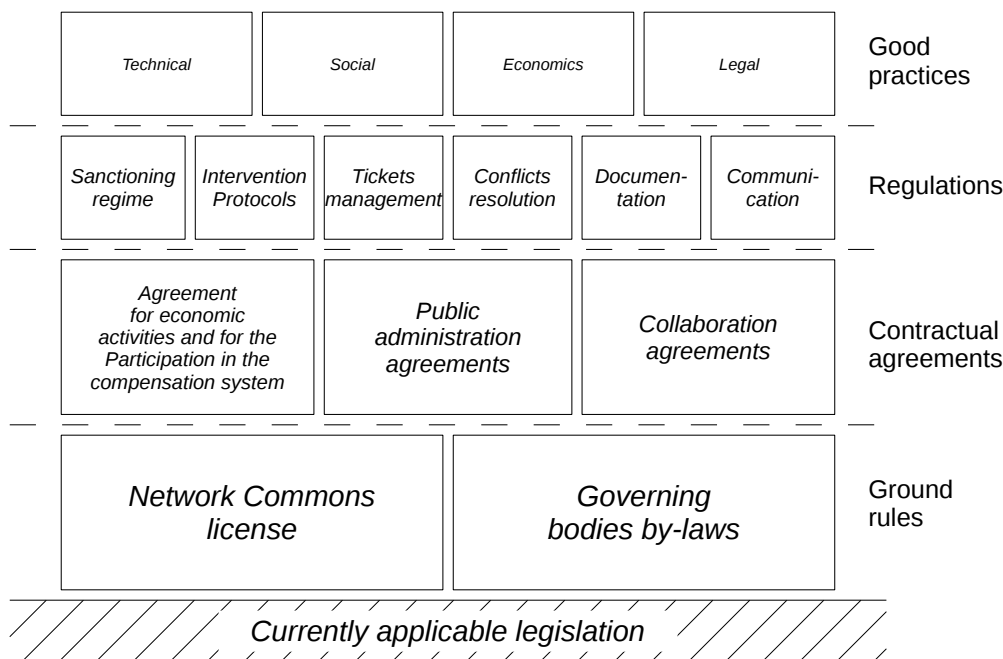 Technical
Social
Economics
Legal
Good
practices
Sanctioning
regime
Intervention
Protocols
Tickets
management
Conflicts
resolution
Documen-
tation
Communi-
cation
Regulations
Agreement
for economic
activities and for the
Participation in the
compensation system
Public
administration
agreements
Collaboration
agreements
Contractual
agreements
Network Commons
license
Governing
bodies by-laws
Ground
rules
Currently applicable legislation